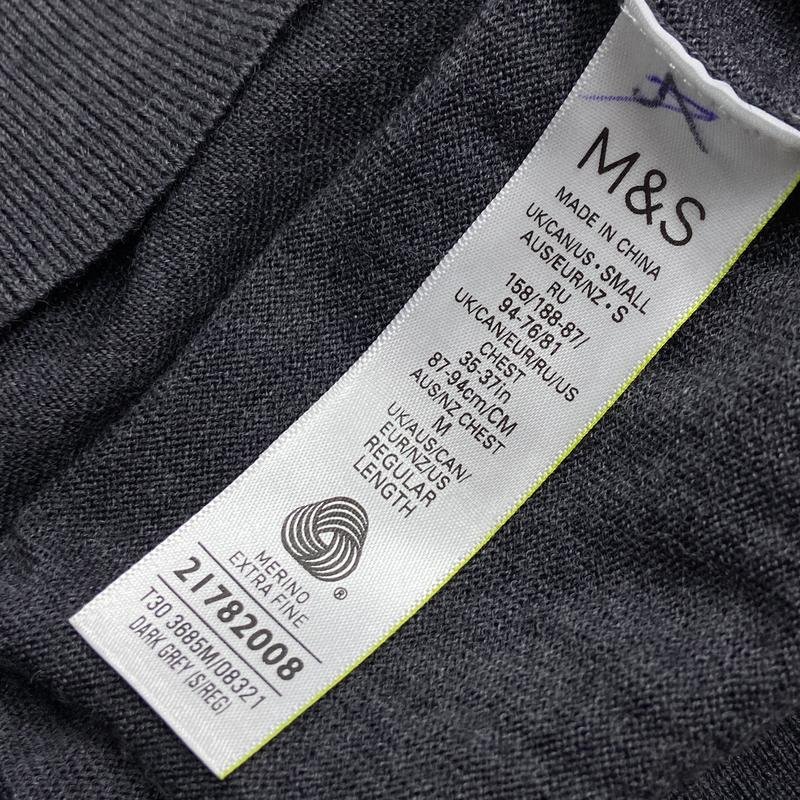 M&S
MADE IN CHINA
UK/CAN/US • SMALL
AUS/EUR/NZ • S
RU
158/188-87/
94-76/81
UK/CAN/EUR/RU/US
CHEST
35-37in
87-94cm/CM
AUS/NZ CHEST
M
UK/AUS/CAN/
EUR/NZ/US
REGULAR
LENGTH
®
MERINO
EXTRA FINE
21782008
T30 3685M/08321
DARK GREY (S(REG)